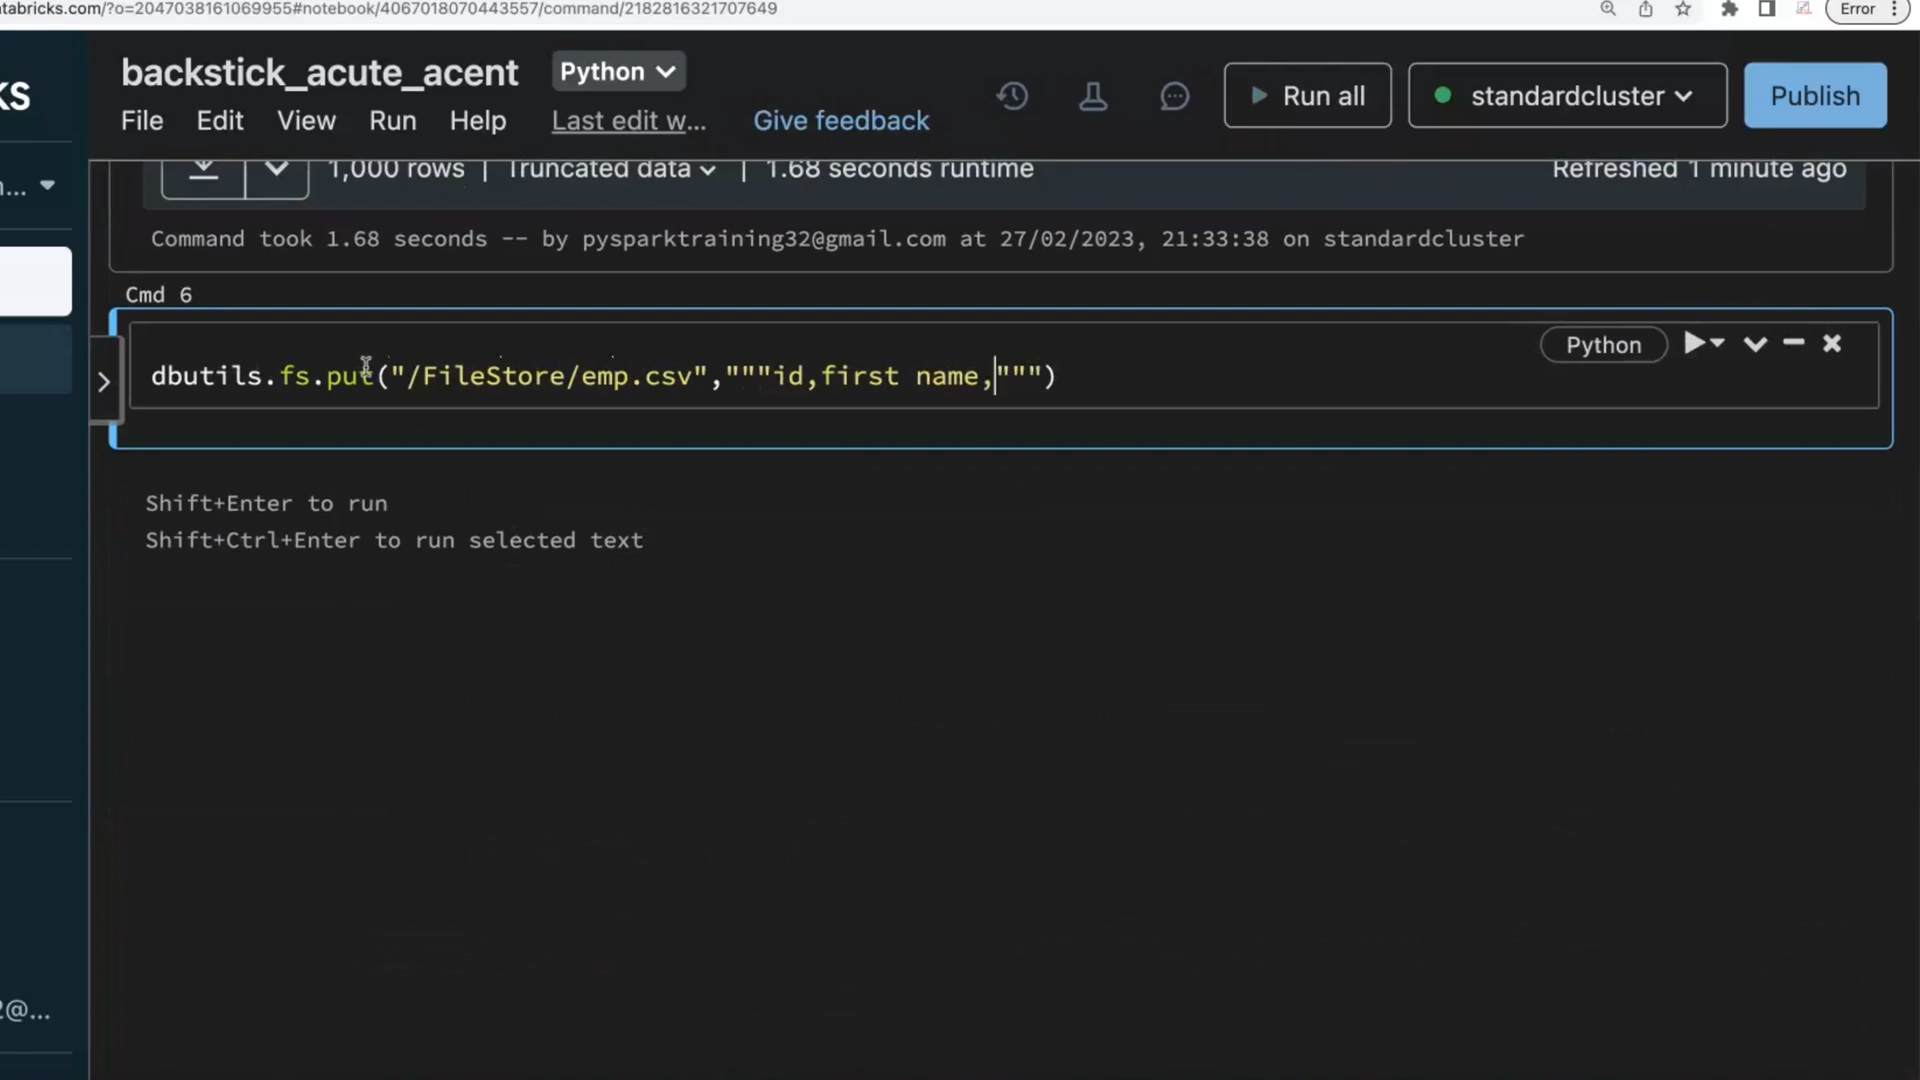 atabricks.com/?o=2047038161069955#notebook/4067018070443557/command/2182816321707649
Error
KS
backstick_acute_acent
Python
File Edit View Run Help Last edit w... Give feedback
Run all
standardcluster
Publish
n...
1,000 rows | Truncated data | 1.68 seconds runtime
Refreshed 1 minute ago
Command took 1.68 seconds -- by pysparktraining32@gmail.com at 27/02/2023, 21:33:38 on standardcluster
Cmd 6
Python
dbutils.fs.put("/FileStore/emp.csv","""id,first name,""")
Shift+Enter to run
Shift+Ctrl+Enter to run selected text
2@...